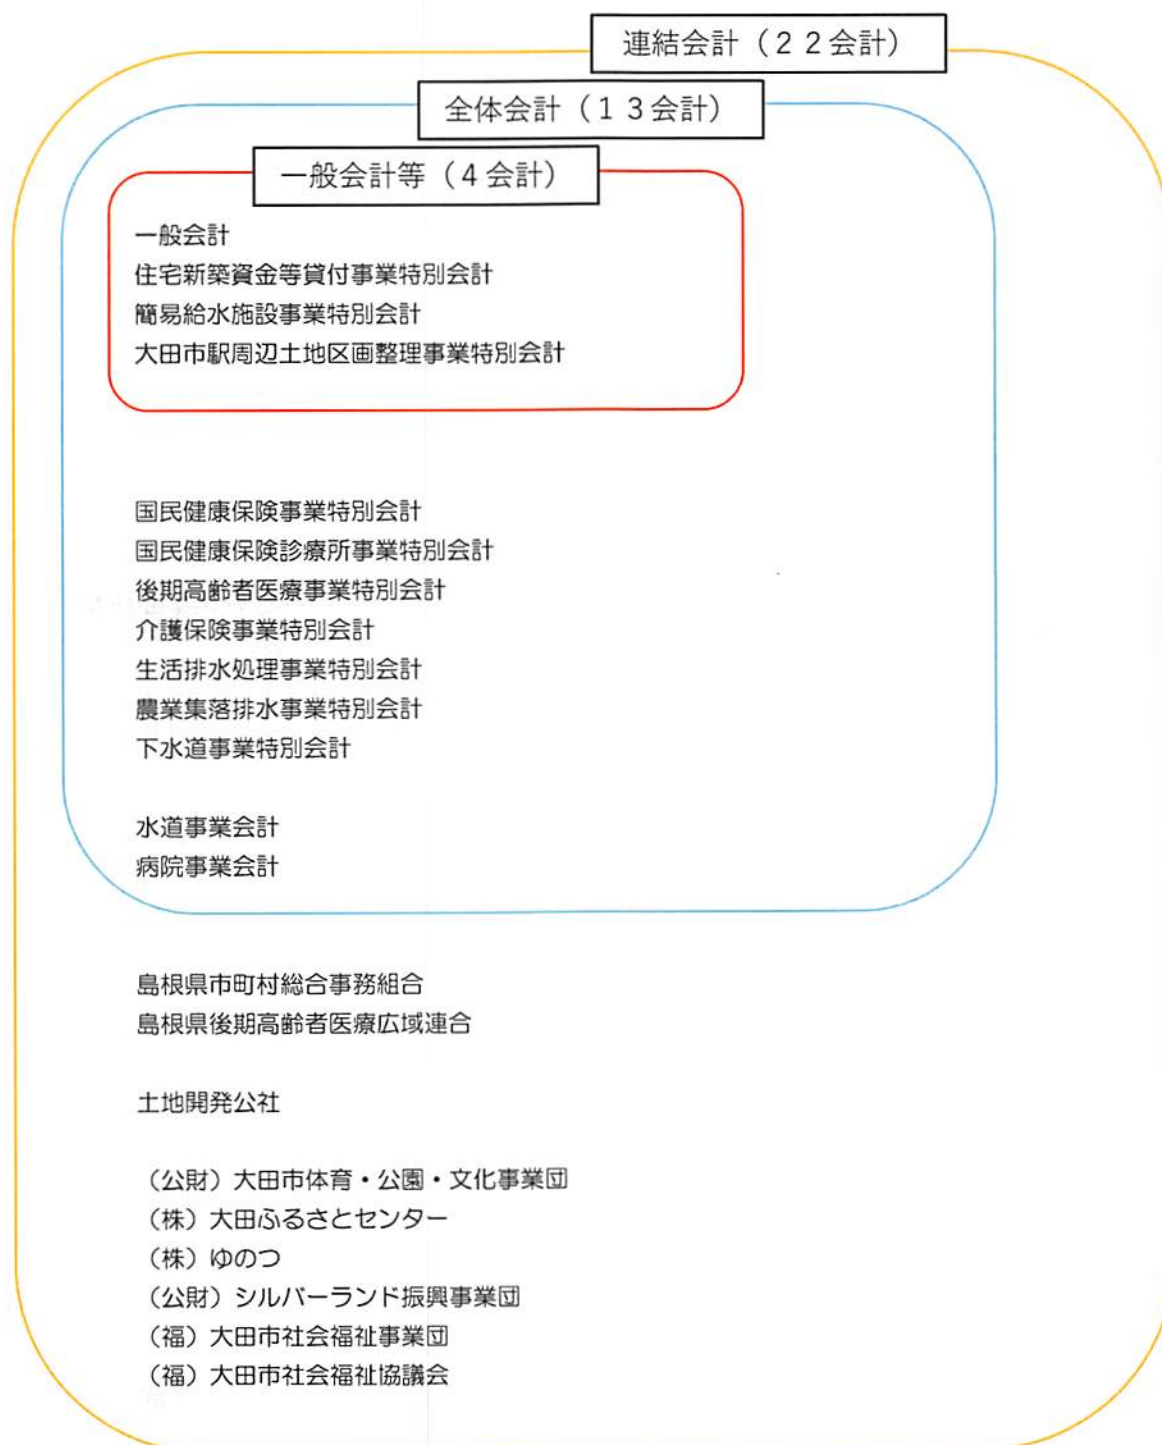 連結会計（２２会計）
全体会計（１３会計）
一般会計等（４会計）
一般会計
住宅新築資金等貸付事業特別会計
簡易給水施設事業特別会計
大田市駅周辺土地区画整理事業特別会計
国民健康保険事業特別会計
国民健康保険診療所事業特別会計
後期高齢者医療事業特別会計
介護保険事業特別会計
生活排水処理事業特別会計
農業集落排水事業特別会計
下水道事業特別会計
水道事業会計
病院事業会計
島根県市町村総合事務組合
島根県後期高齢者医療広域連合
土地開発公社
（公財）大田市体育・公園・文化事業団
（株）大田ふるさとセンター
（株）ゆのつ
（公財）シルバーランド振興事業団
（福）大田市社会福祉事業団
（福）大田市社会福祉協議会